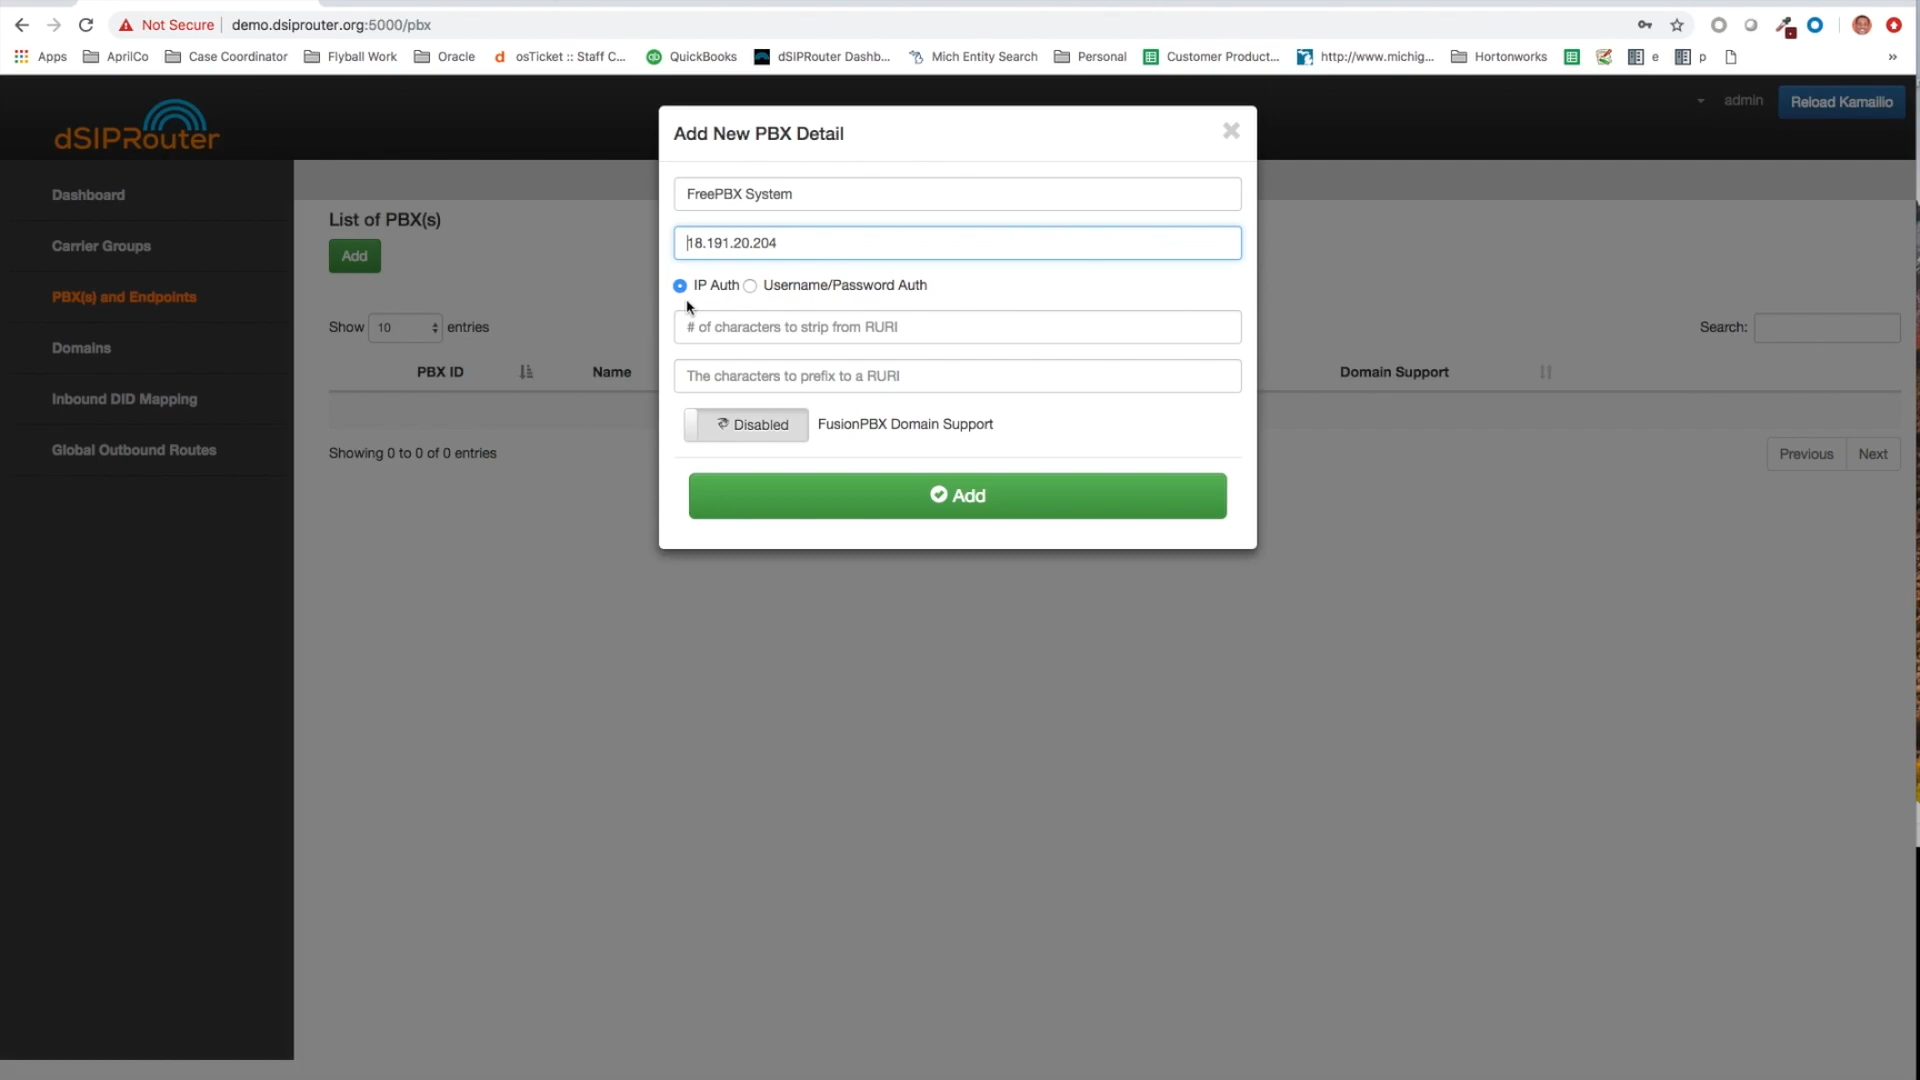 Not Secure demo.dsiprouter.org:5000/pbx
Apps AprilCo Case Coordinator Flyball Work Oracle d osTicket :: Staff C... qb QuickBooks dSIPRouter Dashb... Mich Entity Search Personal Customer Product... http://www.michig... Hortonworks e p »
dSIPRouter
admin Reload Kamailio
Dashboard
Carrier Groups
PBX(s) and Endpoints
Domains
Inbound DID Mapping
Global Outbound Routes
List of PBX(s)
Add
Show 10 entries
Search:
PBX ID Name Domain Support
Showing 0 to 0 of 0 entries
Previous Next
Add New PBX Detail
FreePBX System
18.191.20.204
IP Auth Username/Password Auth
# of characters to strip from RURI
The characters to prefix to a RURI
Disabled FusionPBX Domain Support
Add